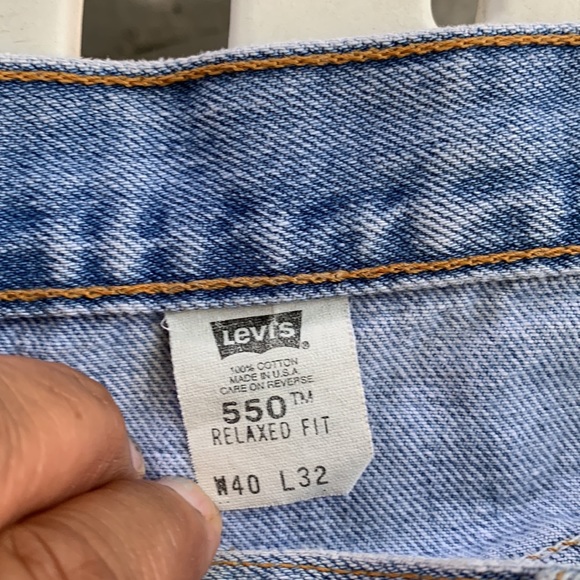 Levi's®
100% COTTON
MADE IN U.S.A.
CARE ON REVERSE
550™
RELAXED FIT
W40 L32